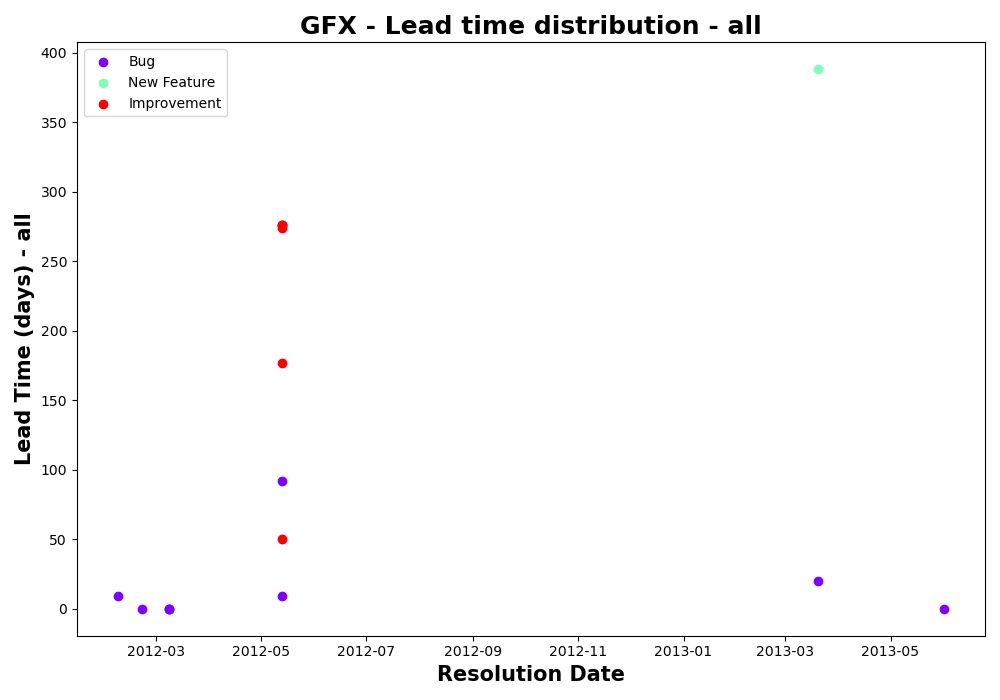 GFX - Lead time distribution - all
Bug
New Feature
Improvement
Lead Time (days) - all
400
350
300
250
200
150
100
50
0
2012-03 2012-05 2012-07 2012-09 2012-11 2013-01 2013-03 2013-05
Resolution Date